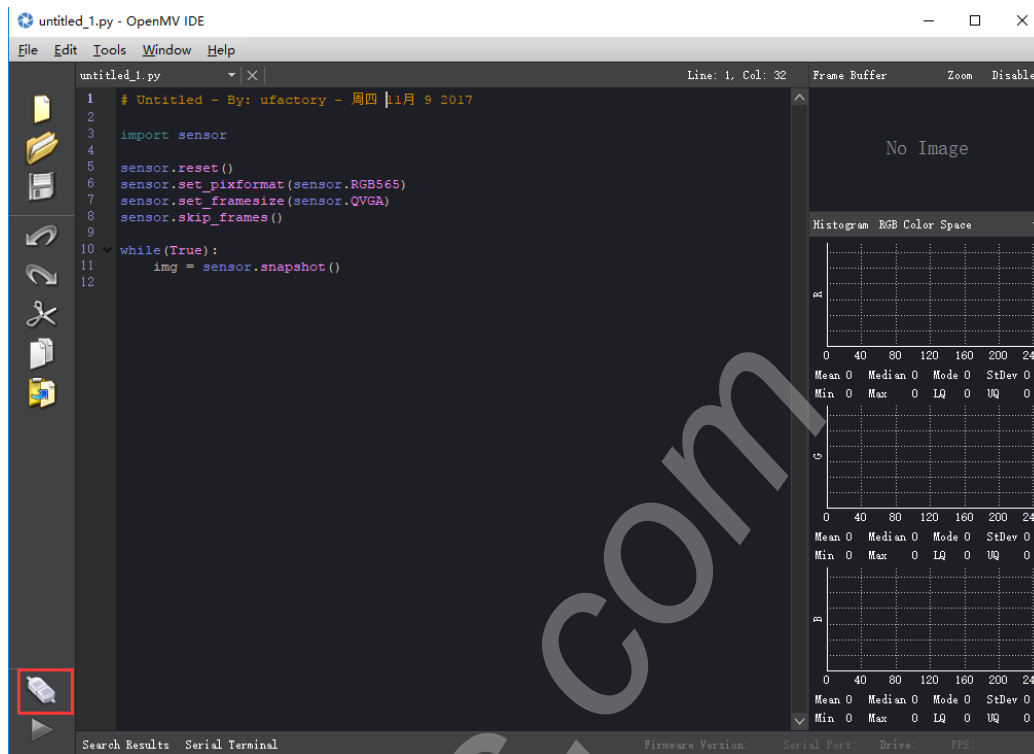 untitled_1.py - OpenMV IDE
File Edit Tools Window Help
untitled_1.py Line: 1, Col: 32
1 # Untitled - By: ufactory - 周四 11月 9 2017
2
3 import sensor
4
5 sensor.reset()
6 sensor.set_pixformat(sensor.RGB565)
7 sensor.set_framesize(sensor.QVGA)
8 sensor.skip_frames()
9
10 while(True):
11 img = sensor.snapshot()
12
Frame Buffer Zoom Disable
No Image
Histogram RGB Color Space
R
0 40 80 120 160 200 24
Mean 0 Median 0 Mode 0 StDev 0
Min 0 Max 0 LQ 0 UQ 0
G
0 40 80 120 160 200 24
Mean 0 Median 0 Mode 0 StDev 0
Min 0 Max 0 LQ 0 UQ 0
B
0 40 80 120 160 200 24
Mean 0 Median 0 Mode 0 StDev 0
Min 0 Max 0 LQ 0 UQ 0
Search Results Serial Terminal Firmware Version: Serial Port: Drive: FPS:
com